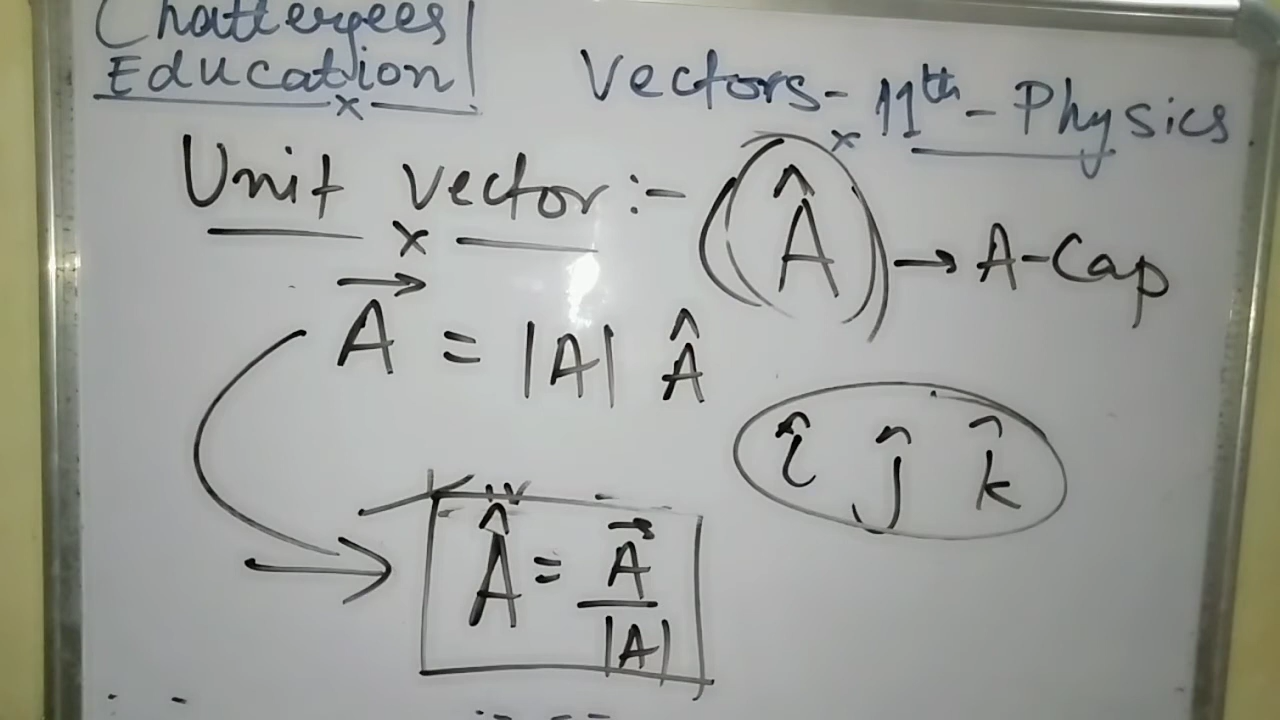 Chatterjees
Education
Vectors - 11th - Physics
Unit vector :- Â → A-Cap
A⃗ = |A| Â
î ĵ k̂
Â = A⃗ / |A|